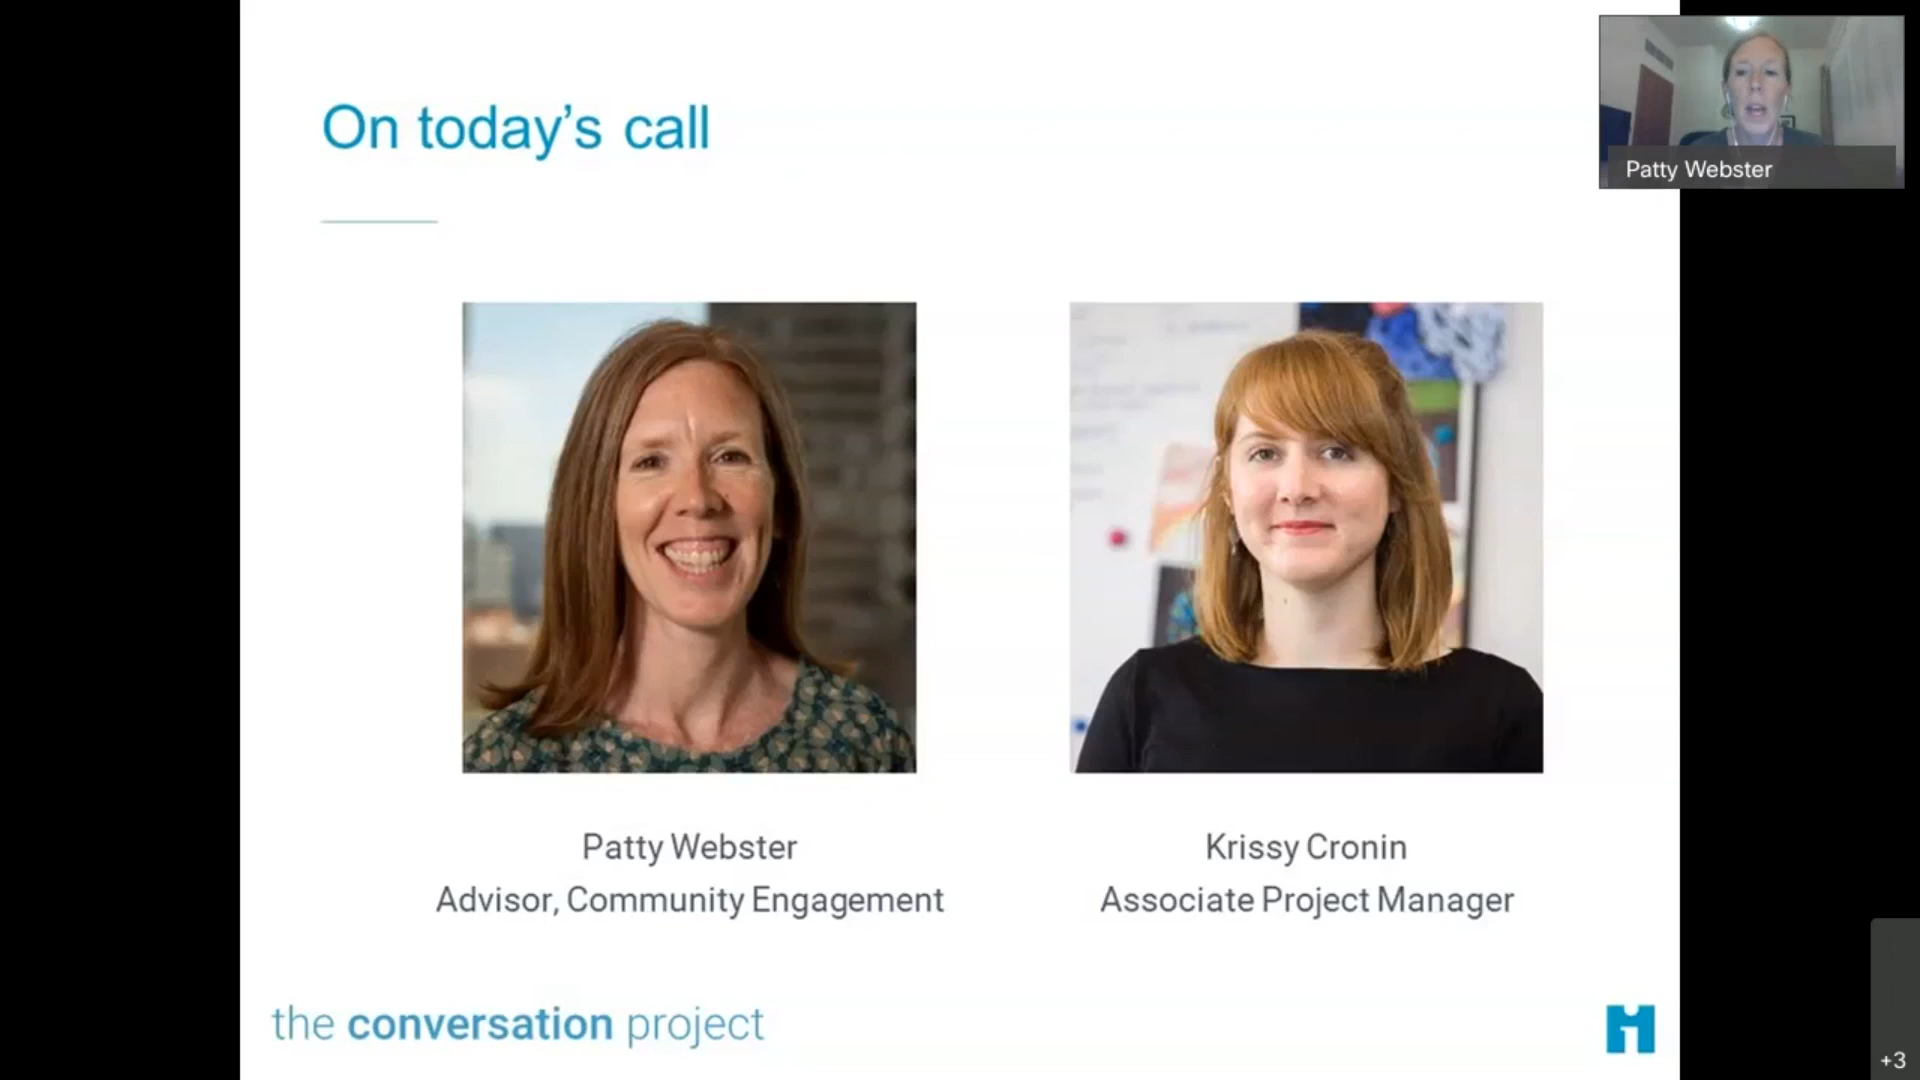 On today's call
Patty Webster
Patty Webster
Advisor, Community Engagement
Krissy Cronin
Associate Project Manager
the conversation project
+3